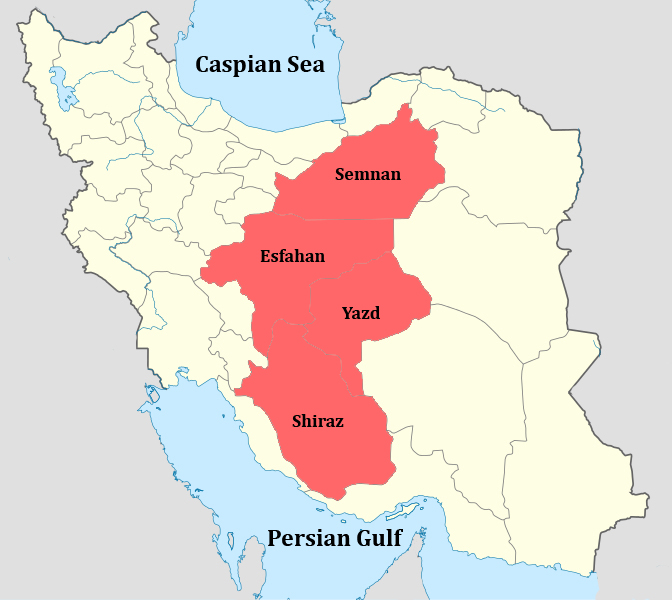 Caspian Sea
Semnan
Esfahan
Yazd
Shiraz
Persian Gulf